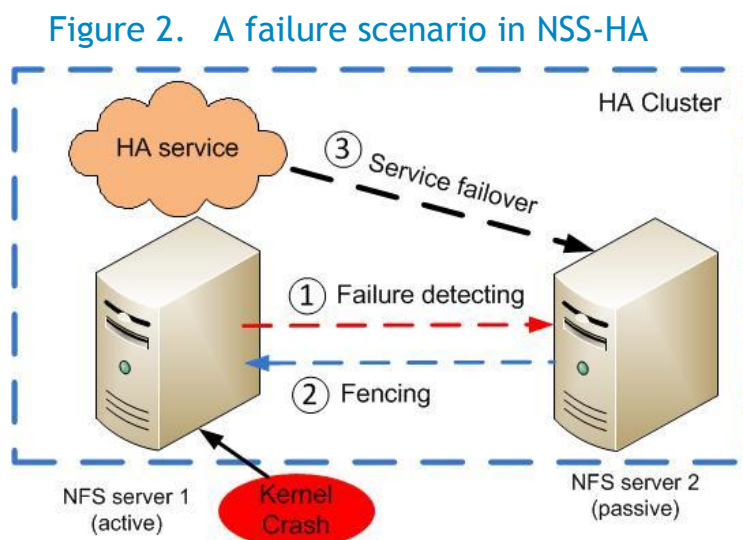 Figure 2. A failure scenario in NSS-HA
HA Cluster
HA service
③ Service failover
① Failure detecting
② Fencing
NFS server 1
(active)
Kernel
Crash
NFS server 2
(passive)